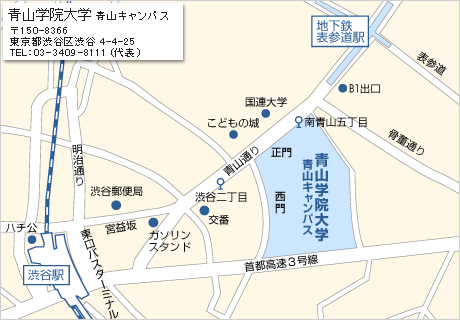 青山学院大学 青山キャンパス
〒150-8366
東京都渋谷区渋谷 4-4-25
TEL:03-3409-8111 (代表)
地下鉄
表参道駅
表参道
B1出口
国連大学
こどもの城
南青山五丁目
骨董通り
青山通り
正門
青山学院大学
青山キャンパス
明治通り
渋谷郵便局
渋谷二丁目
西門
ハチ公
宮益坂
ガソリン
スタンド
交番
渋谷駅
東口バスターミナル
首都高速3号線